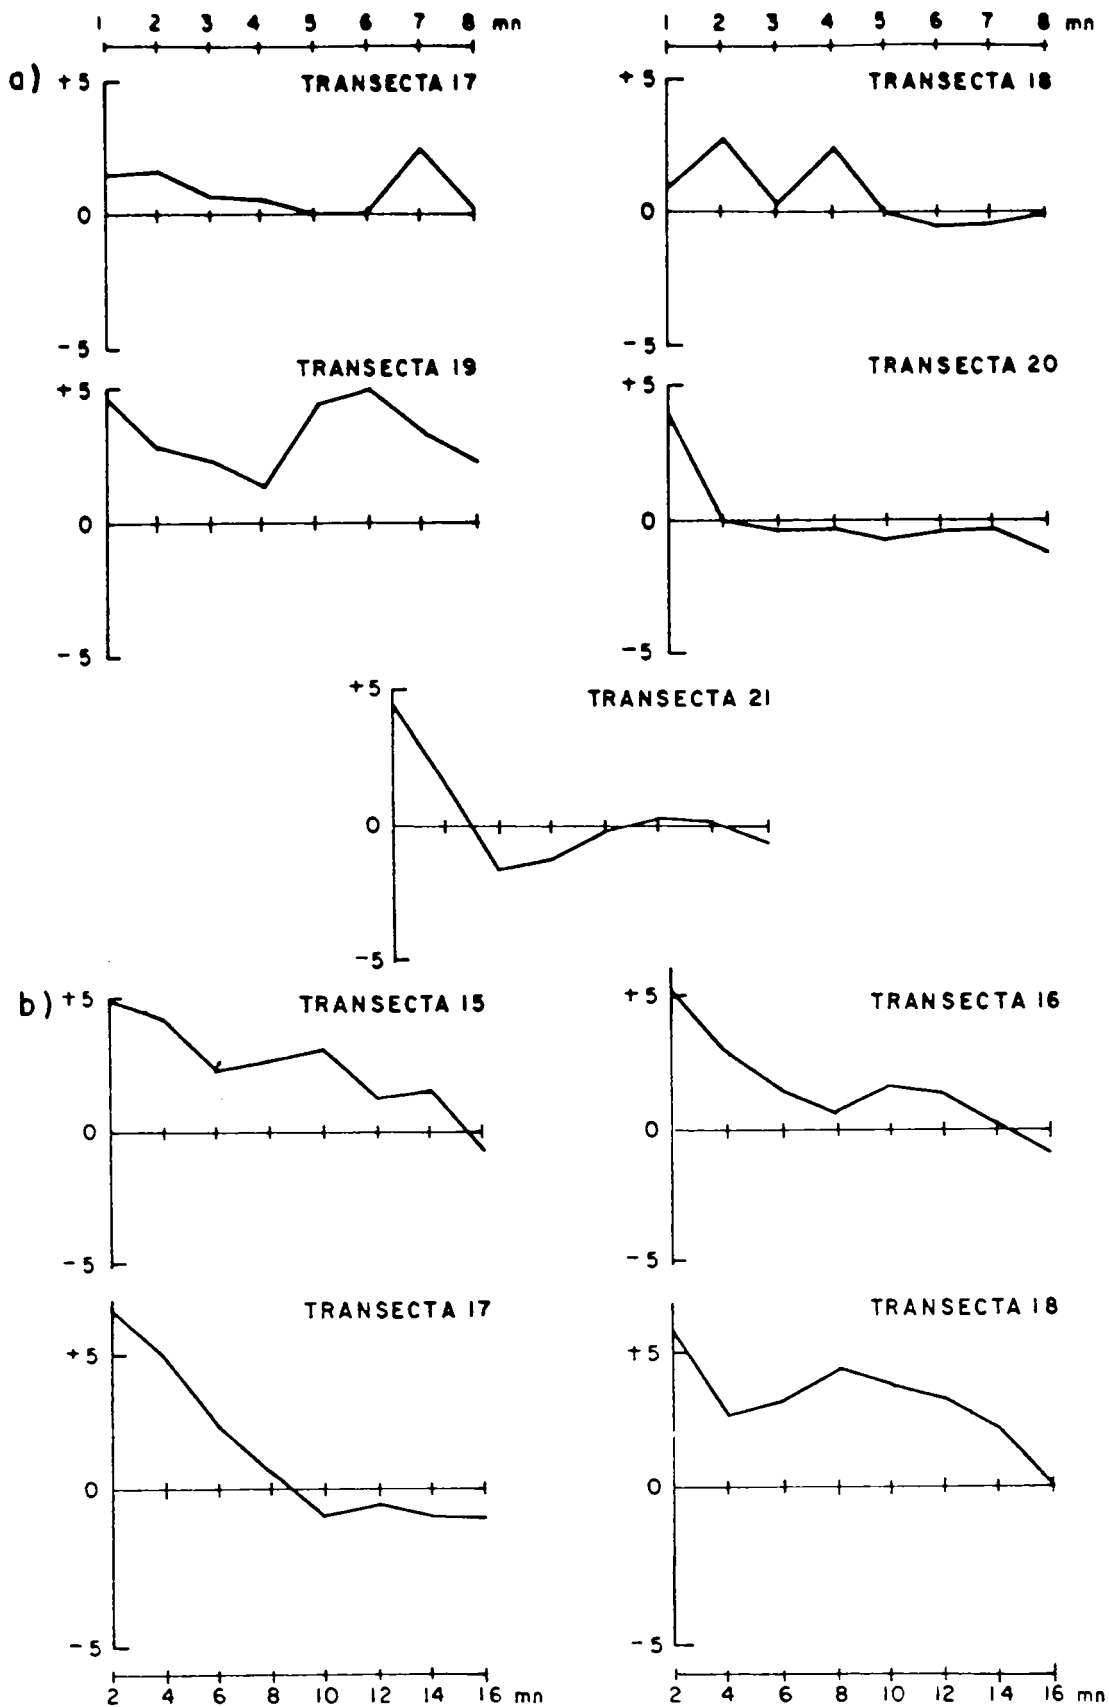 1 2 3 4 5 6 7 8 mn
1 2 3 4 5 6 7 8 mn
a)
+5 TRANSECTA 17
0
-5
+5 TRANSECTA 18
0
-5
TRANSECTA 19
+5
0
-5
TRANSECTA 20
+5
0
-5
+5 TRANSECTA 21
0
-5
b)
+5 TRANSECTA 15
0
-5
+5 TRANSECTA 16
0
-5
TRANSECTA 17
+5
0
-5
TRANSECTA 18
+5
0
-5
2 4 6 8 10 12 14 16 mn
2 4 6 8 10 12 14 16 mn